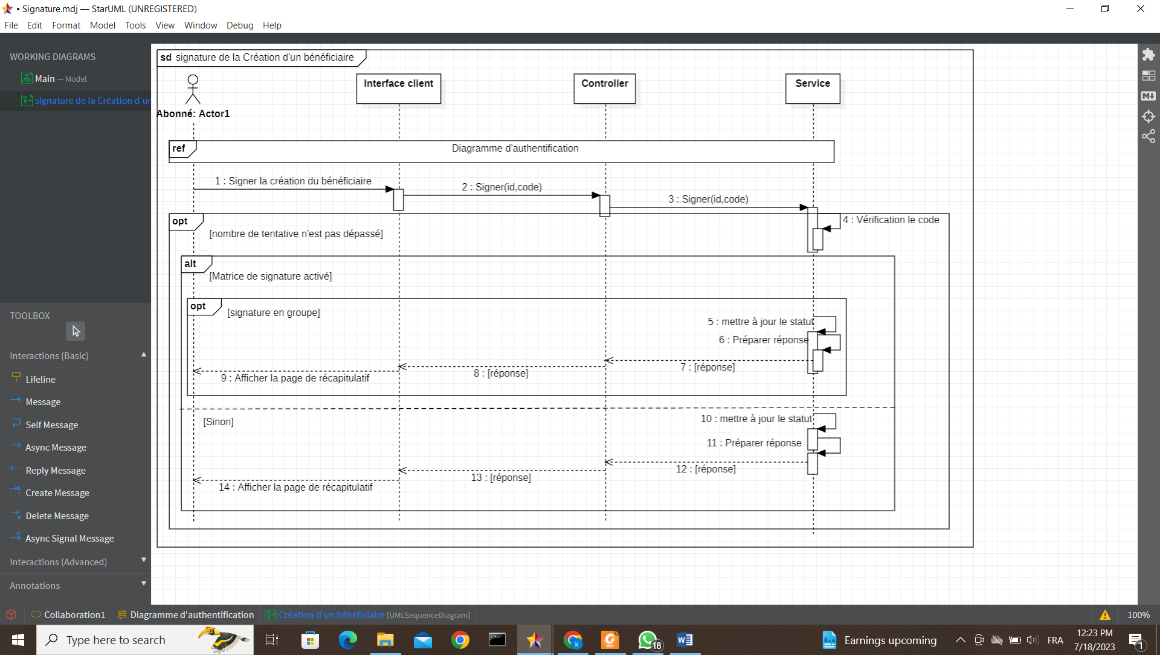 • Signature.mdj — StarUML (UNREGISTERED)
File Edit Format Model Tools View Window Debug Help
WORKING DIAGRAMS
Main — Model
signature de la Création d'un
TOOLBOX
Interactions (Basic)
Lifeline
Message
Self Message
Async Message
Reply Message
Create Message
Delete Message
Async Signal Message
Interactions (Advanced)
Annotations
sd signature de la Création d'un bénéficiaire
Interface client Controller Service
Abonné: Actor1
ref Diagramme d'authentification
1 : Signer la création du bénéficiaire
2 : Signer(id,code)
3 : Signer(id,code)
opt
4 : Vérification le code
[nombre de tentative n'est pas dépassé]
alt
[Matrice de signature activé]
opt
[signature en groupe]
5 : mettre à jour le statut
6 : Préparer réponse
7 : [réponse]
8 : [réponse]
9 : Afficher la page de récapitulatif
[Sinon]
10 : mettre à jour le statut
11 : Préparer réponse
12 : [réponse]
13 : [réponse]
14 : Afficher la page de récapitulatif
Collaboration1 Diagramme d'authentification Création d'un bénéficiaire [UMLSequenceDiagram] 100%
Type here to search
18
Earnings upcoming
FRA
12:23 PM
7/18/2023
1